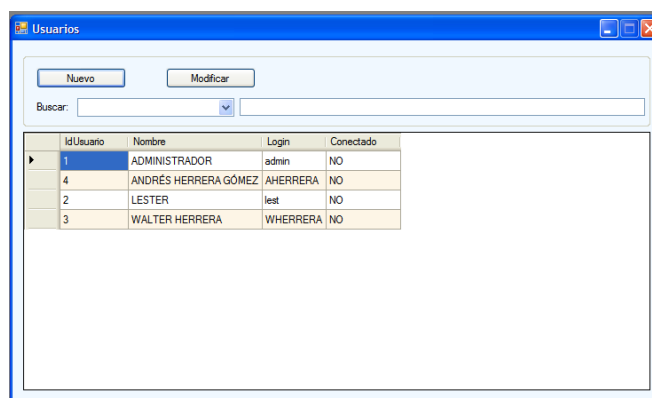 Usuarios
Nuevo Modificar
Buscar:
IdUsuario Nombre Login Conectado
1 ADMINISTRADOR admin NO
4 ANDRÉS HERRERA GÓMEZ AHERRERA NO
2 LESTER lest NO
3 WALTER HERRERA WHERRERA NO